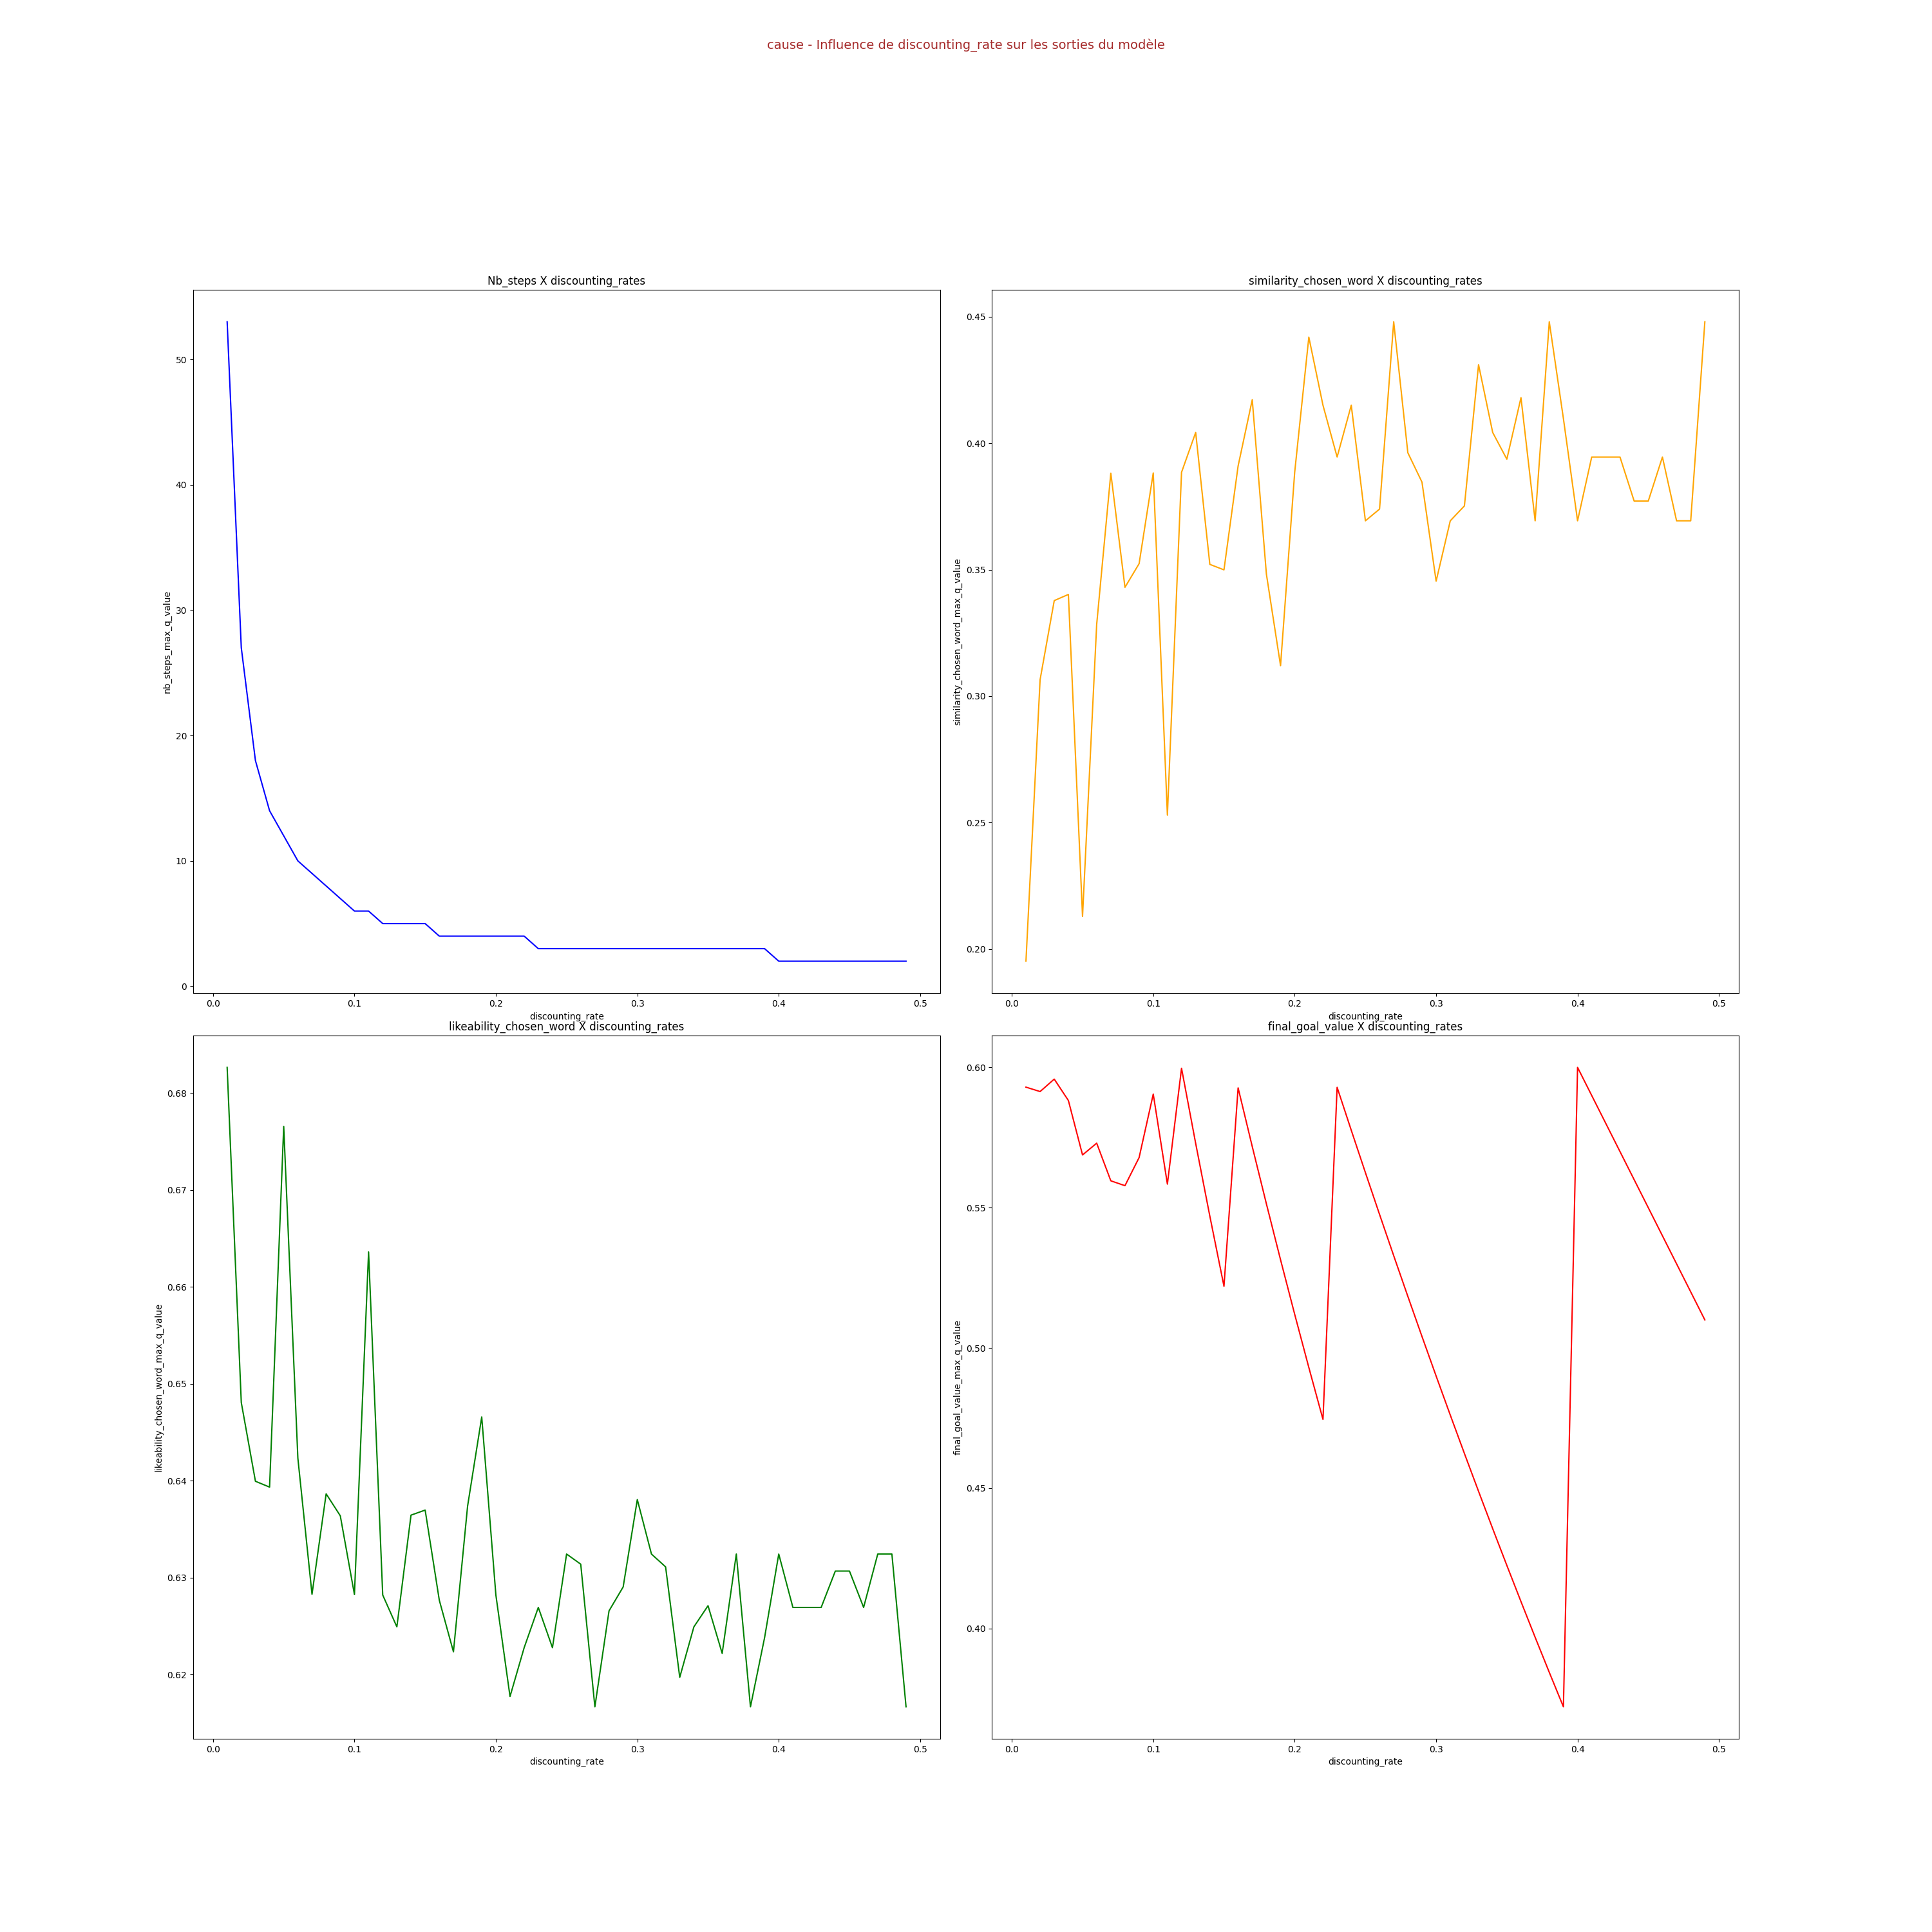 cause - Influence de discounting_rate sur les sorties du modèle
Nb_steps X discounting_rates
nb_steps_max_q_value
50
40
30
20
10
0
0.0 0.1 0.2 0.3 0.4 0.5
discounting_rate
similarity_chosen_word X discounting_rates
similarity_chosen_word_max_q_value
0.45
0.40
0.35
0.30
0.25
0.20
0.0 0.1 0.2 0.3 0.4 0.5
discounting_rate
likeability_chosen_word X discounting_rates
likeability_chosen_word_max_q_value
0.68
0.67
0.66
0.65
0.64
0.63
0.62
0.0 0.1 0.2 0.3 0.4 0.5
discounting_rate
final_goal_value X discounting_rates
final_goal_value_max_q_value
0.60
0.55
0.50
0.45
0.40
0.0 0.1 0.2 0.3 0.4 0.5
discounting_rate